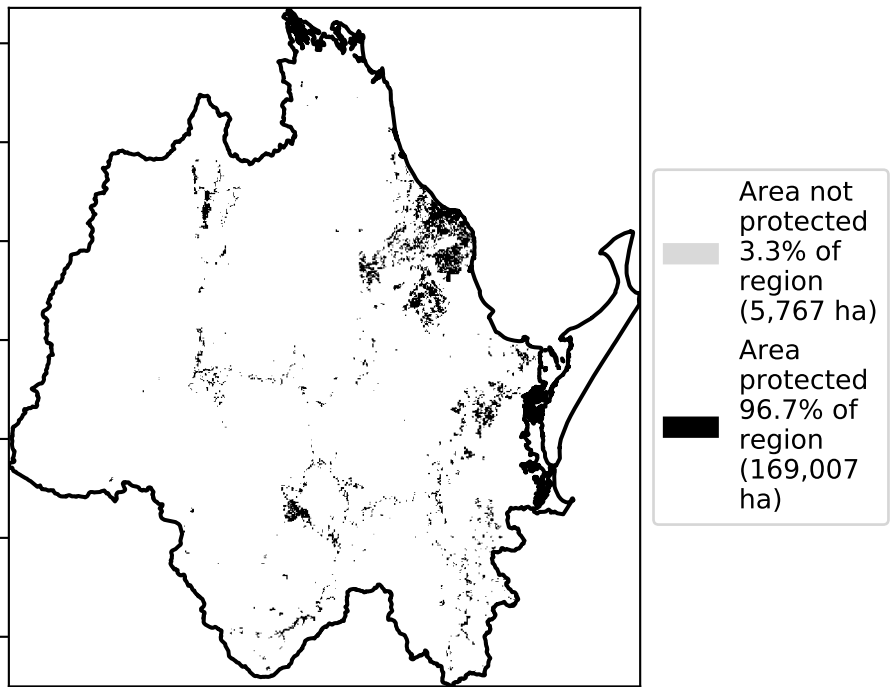 Area not
protected
3.3% of
region
(5,767 ha)
Area
protected
96.7% of
region
(169,007
ha)